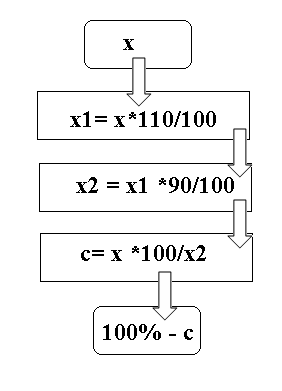 x
x1= x*110/100
x2 = x1 *90/100
c= x *100/x2
100% - c